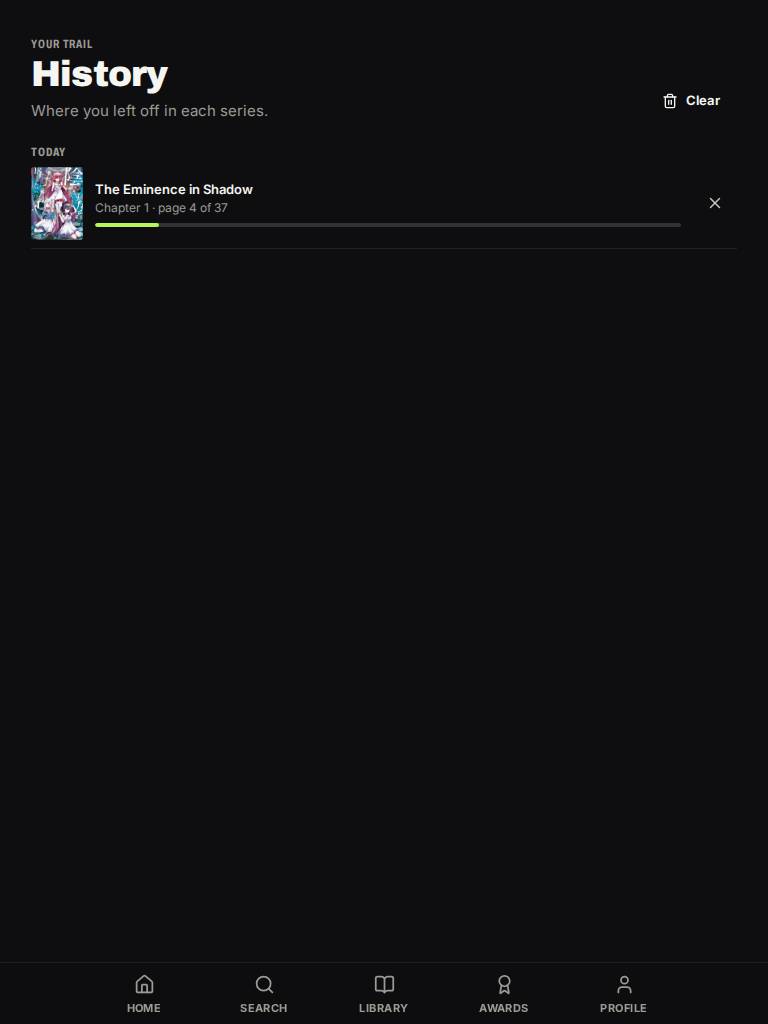 YOUR TRAIL
History
Where you left off in each series.
Clear
TODAY
The Eminence in Shadow
Chapter 1 · page 4 of 37
HOME
SEARCH
LIBRARY
AWARDS
PROFILE